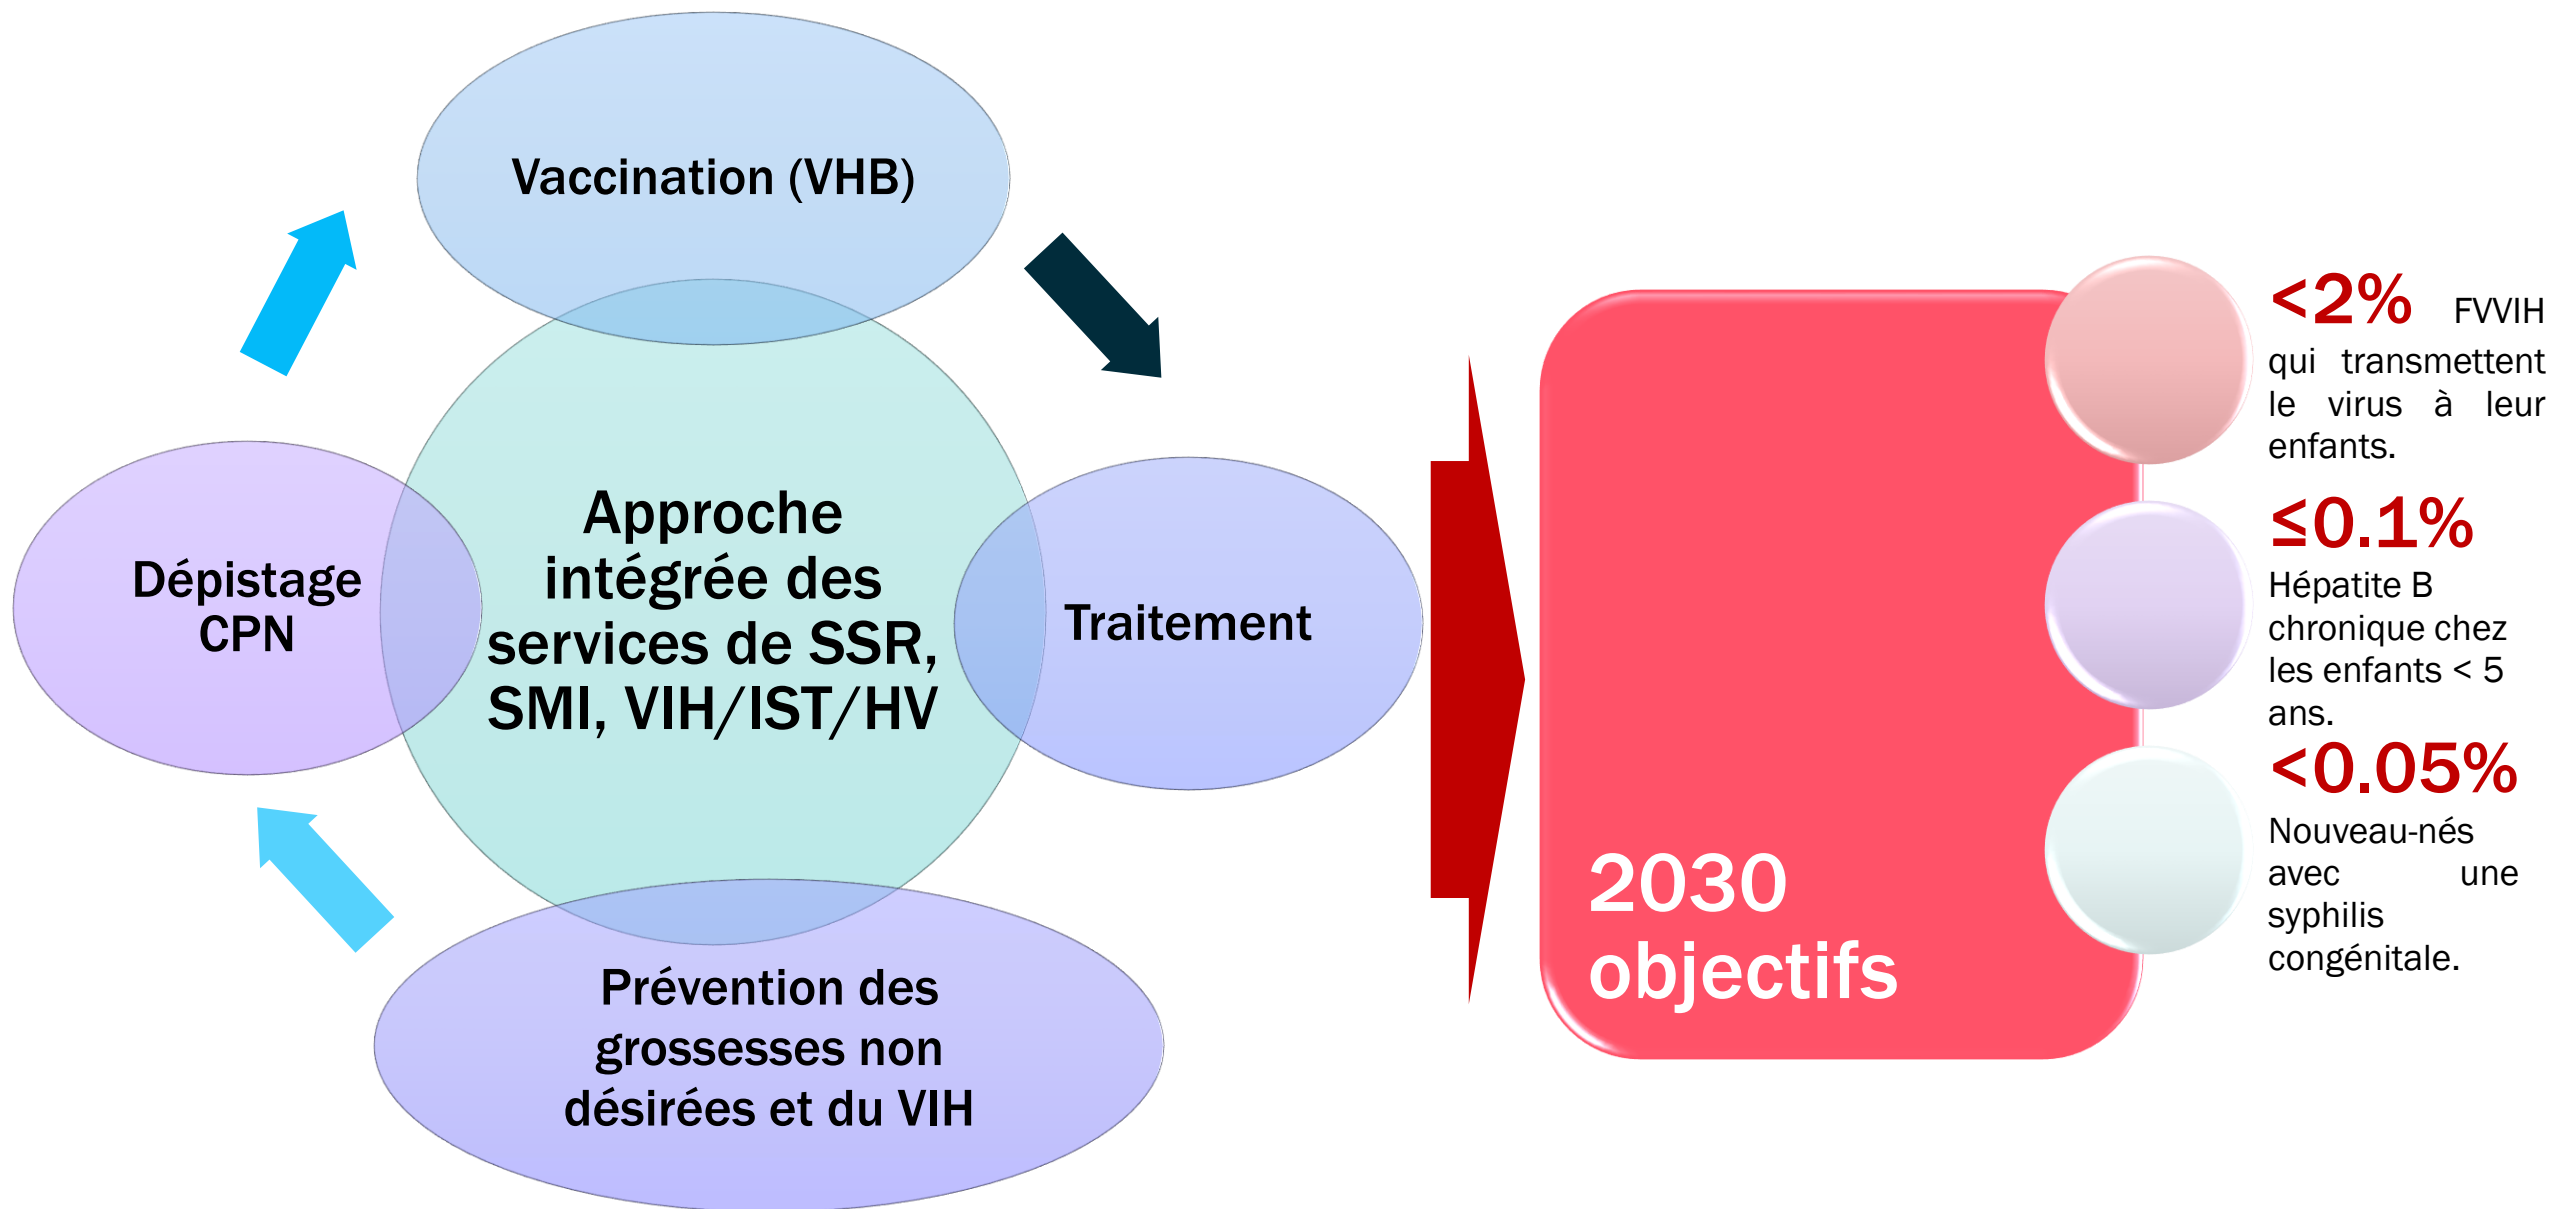 Vaccination (VHB)
Dépistage
CPN
Approche
intégrée des
services de SSR,
SMI, VIH/IST/HV
Traitement
Prévention des
grossesses non
désirées et du VIH
2030
objectifs
<2% FVVIH
qui transmettent
le virus à leur
enfants.
≤0.1%
Hépatite B
chronique chez
les enfants < 5
ans.
<0.05%
Nouveau-nés
avec une
syphilis
congénitale.